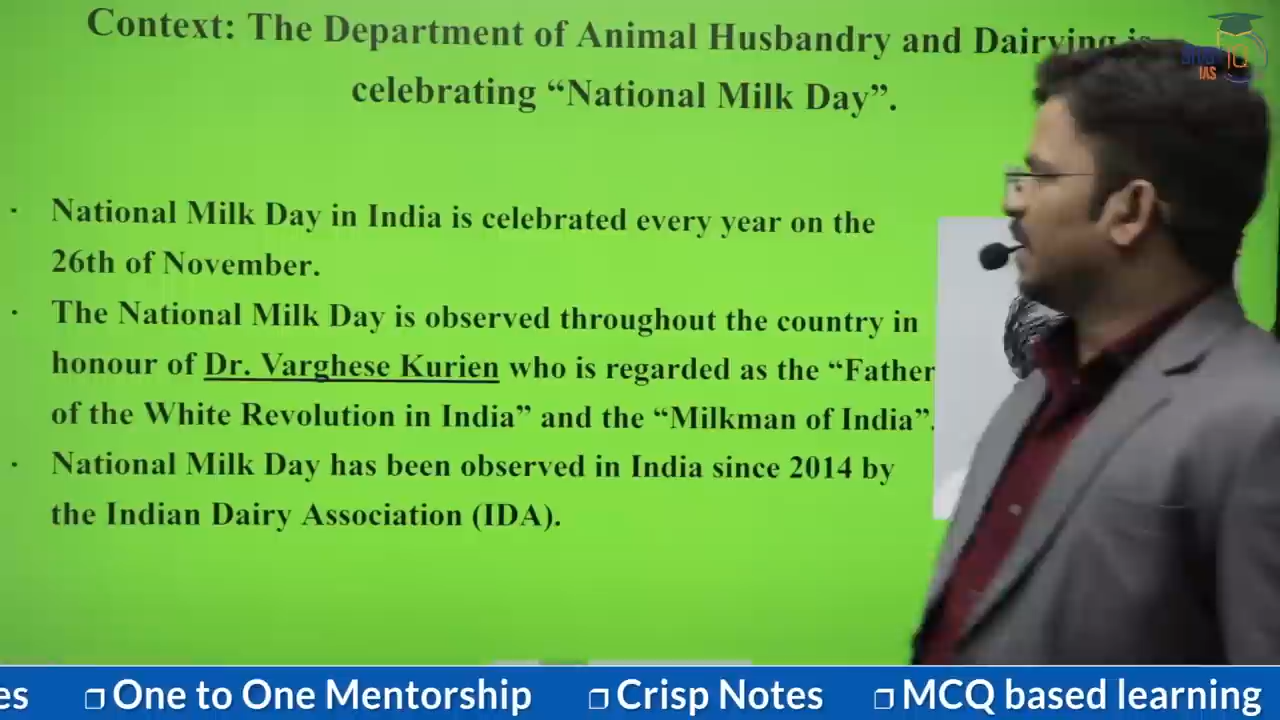 Context: The Department of Animal Husbandry and Dairying is
celebrating “National Milk Day”.
· National Milk Day in India is celebrated every year on the
26th of November.
· The National Milk Day is observed throughout the country in
honour of Dr. Varghese Kurien who is regarded as the “Father
of the White Revolution in India” and the “Milkman of India”.
· National Milk Day has been observed in India since 2014 by
the Indian Dairy Association (IDA).
IQ
IAS
es ❐ One to One Mentorship ❐ Crisp Notes ❐ MCQ based learning